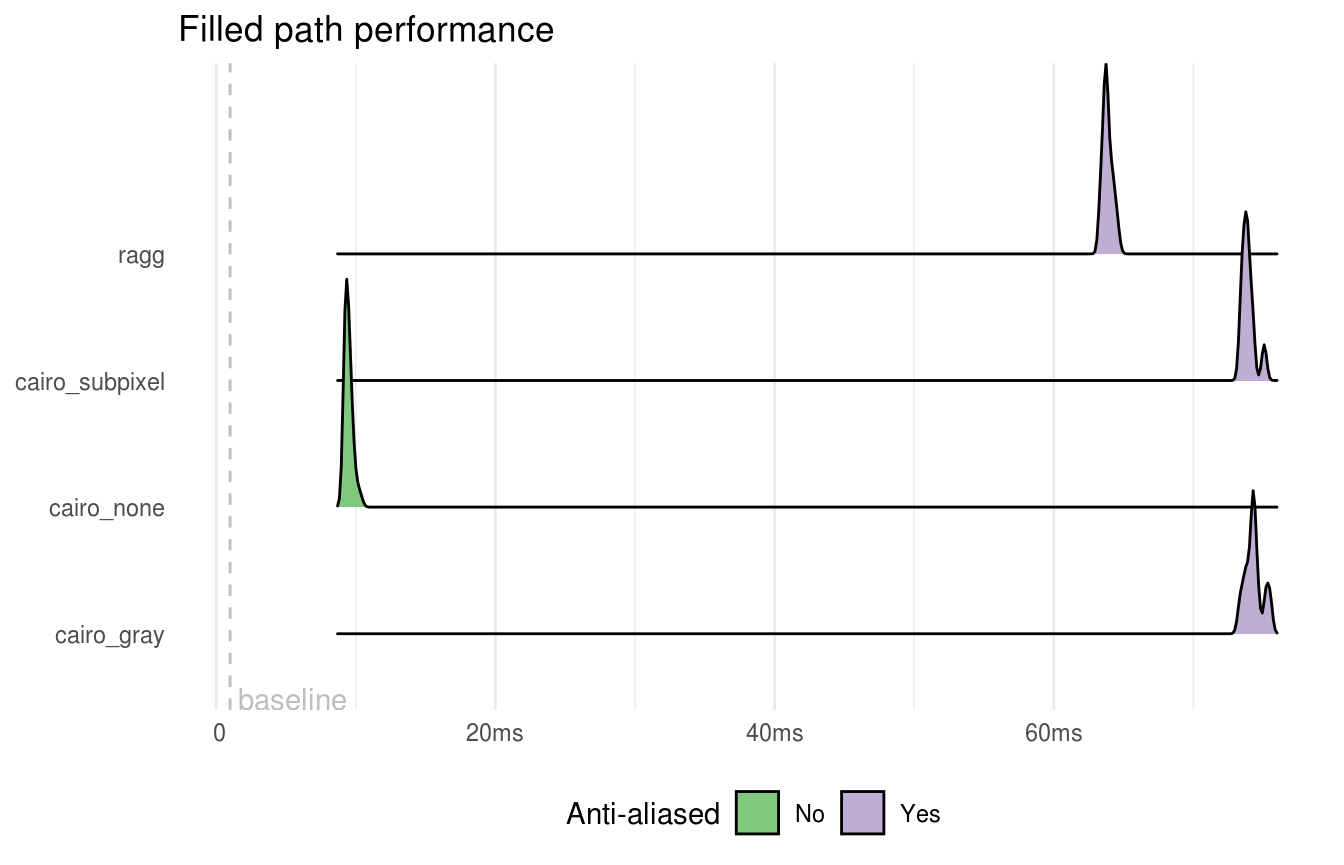 Filled path performance
ragg
cairo_subpixel
cairo_none
cairo_gray
baseline
0 20ms 40ms 60ms
Anti-aliased No Yes